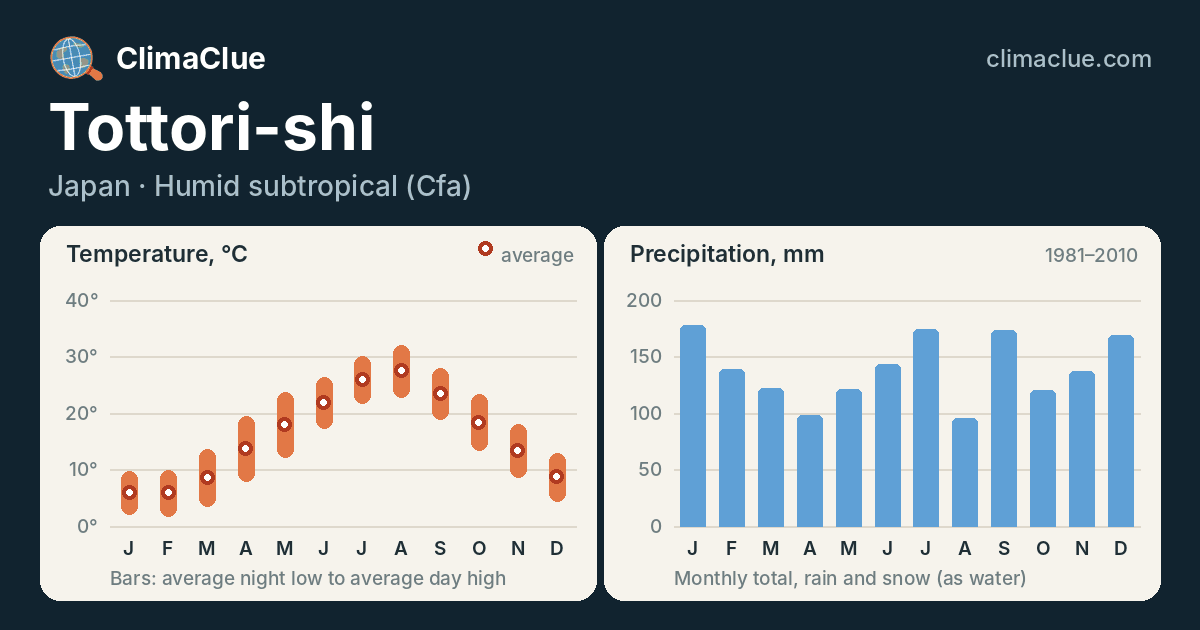 ClimaClue
climaclue.com
Tottori-shi
Japan · Humid subtropical (Cfa)
Temperature, °C
average
40°
30°
20°
10°
0°
J F M A M J J A S O N D
Bars: average night low to average day high
Precipitation, mm
1981–2010
200
150
100
50
0
J F M A M J J A S O N D
Monthly total, rain and snow (as water)